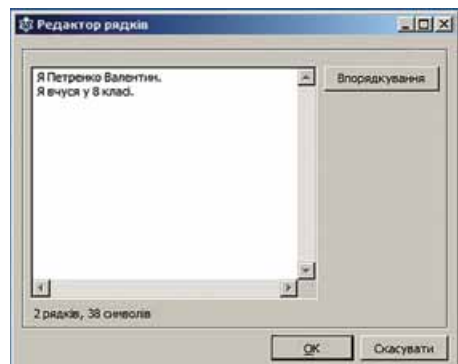 Редактор рядків
Я Петренко Валентин.
Я вчуся у 8 класі.
Впорядкування
2 рядків, 38 символів
OK
Скасувати